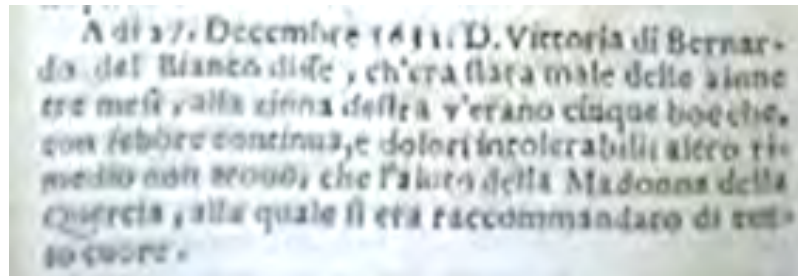 A di 27. Decembre 1611. D. Vittoria di Bernar-
do del Bianco disse, ch'era stata male delle zinne
tre mesi, alla zinna destra v'erano cinque bocche,
con febbre continua, e dolori intolerabili; altro ri-
medio non trouò, che l'aiuto della Madonna della
Quercia, alla quale si era raccommandato di tut-
to cuore.